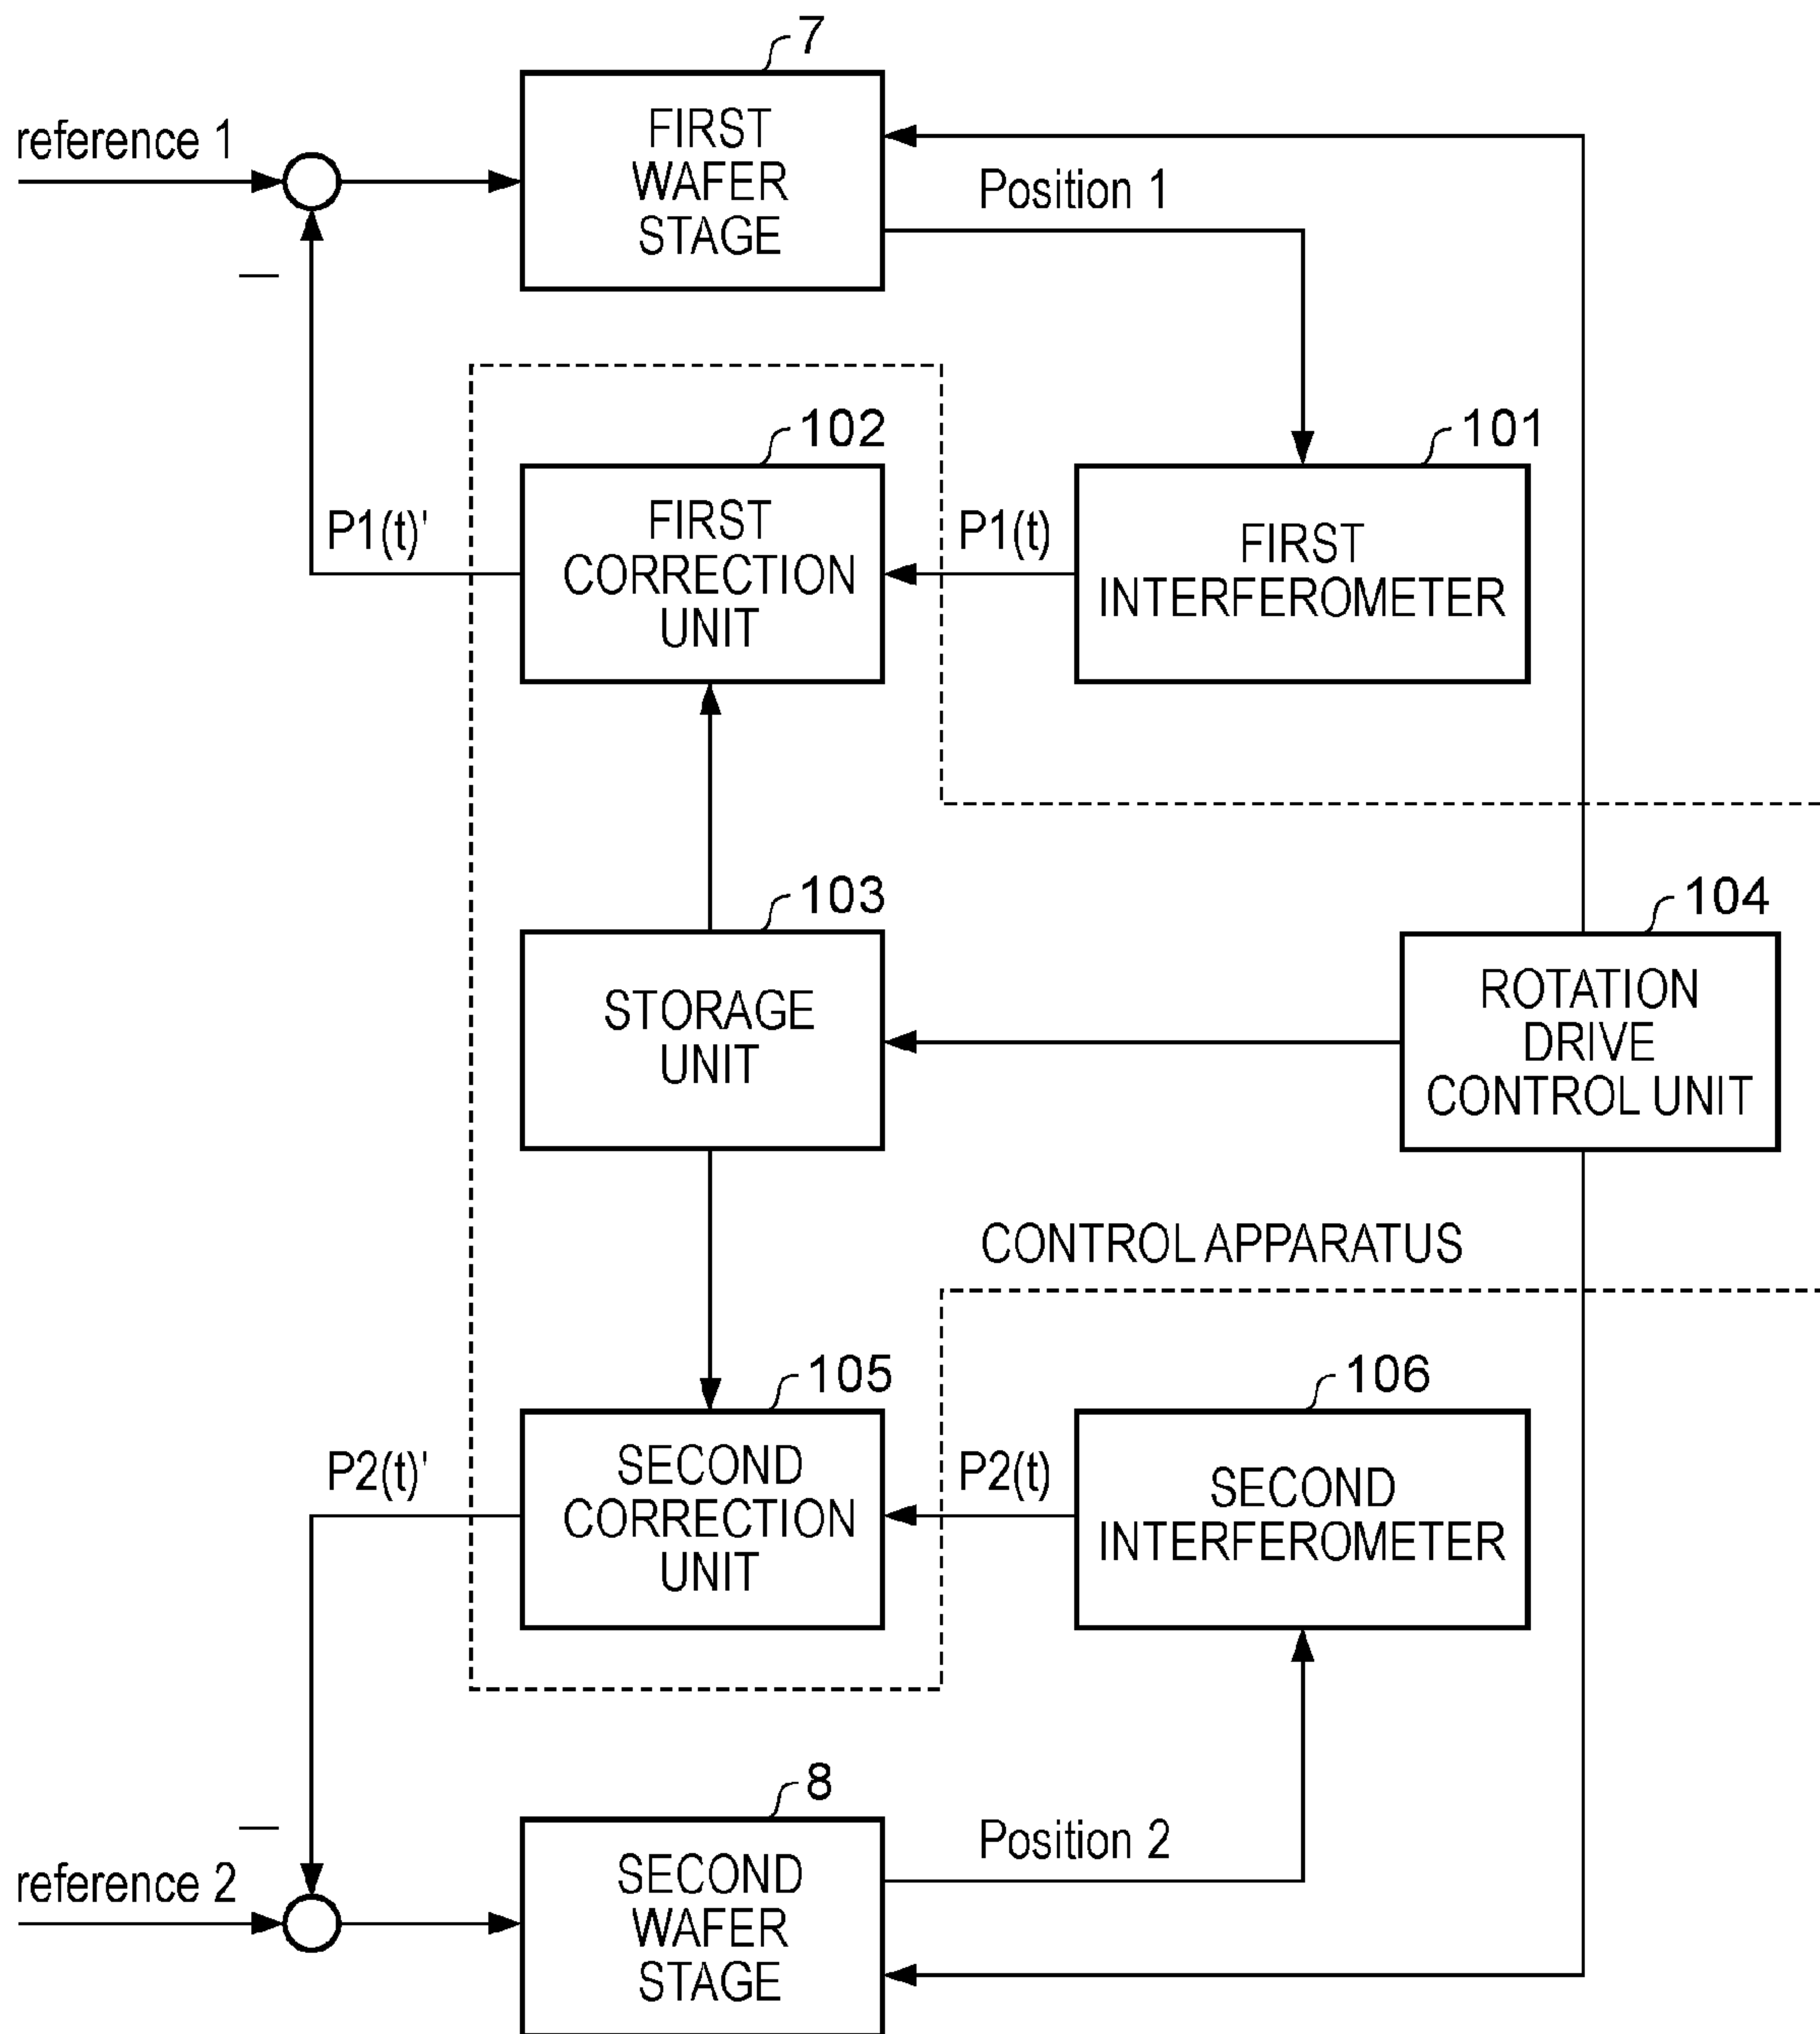 7
FIRST
WAFER
STAGE
reference 1
Position 1
—
102
101
FIRST
CORRECTION
UNIT
P1(t)'
P1(t)
FIRST
INTERFEROMETER
103
104
STORAGE
UNIT
ROTATION
DRIVE
CONTROL UNIT
CONTROL APPARATUS
105
106
SECOND
CORRECTION
UNIT
P2(t)'
P2(t)
SECOND
INTERFEROMETER
8
—
reference 2
Position 2
SECOND
WAFER
STAGE